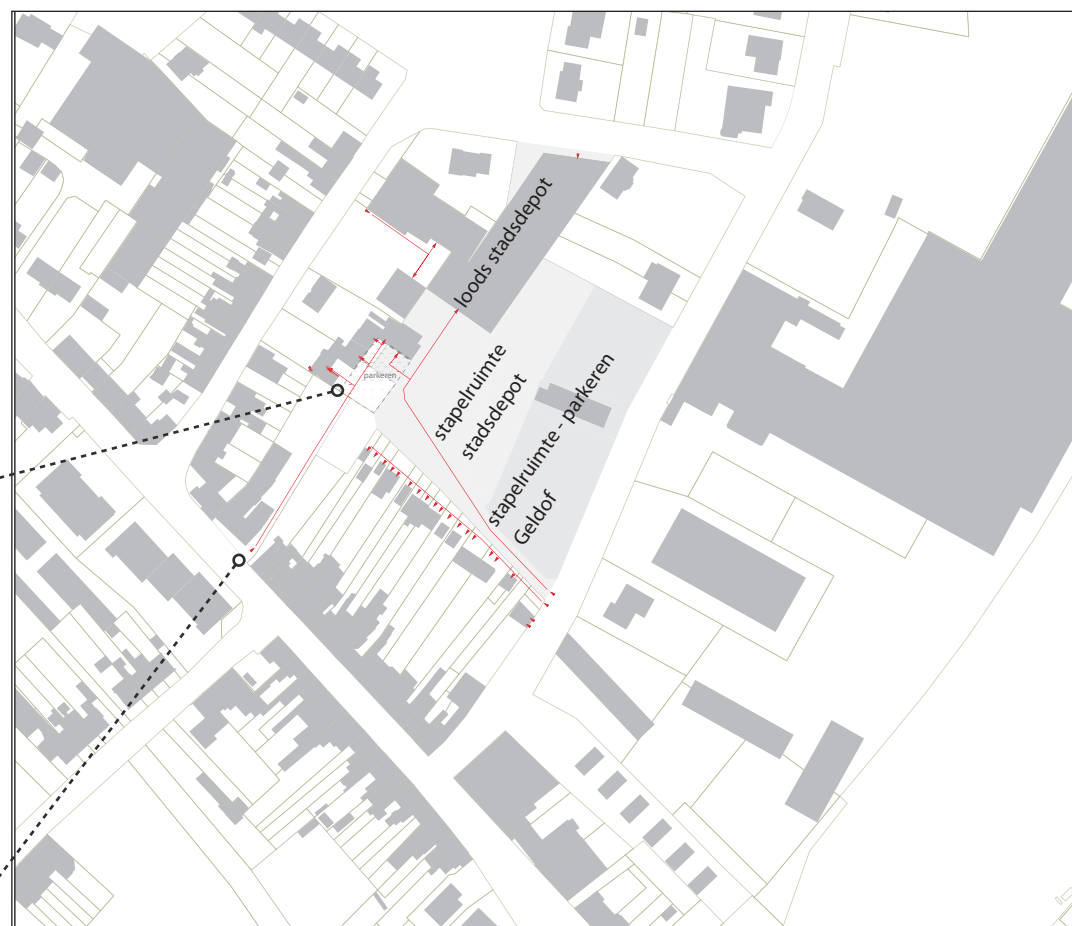 loods stadsdepot
parkeren
stapelruimte
stadsdepot
stapelruimte - parkeren
Geldof